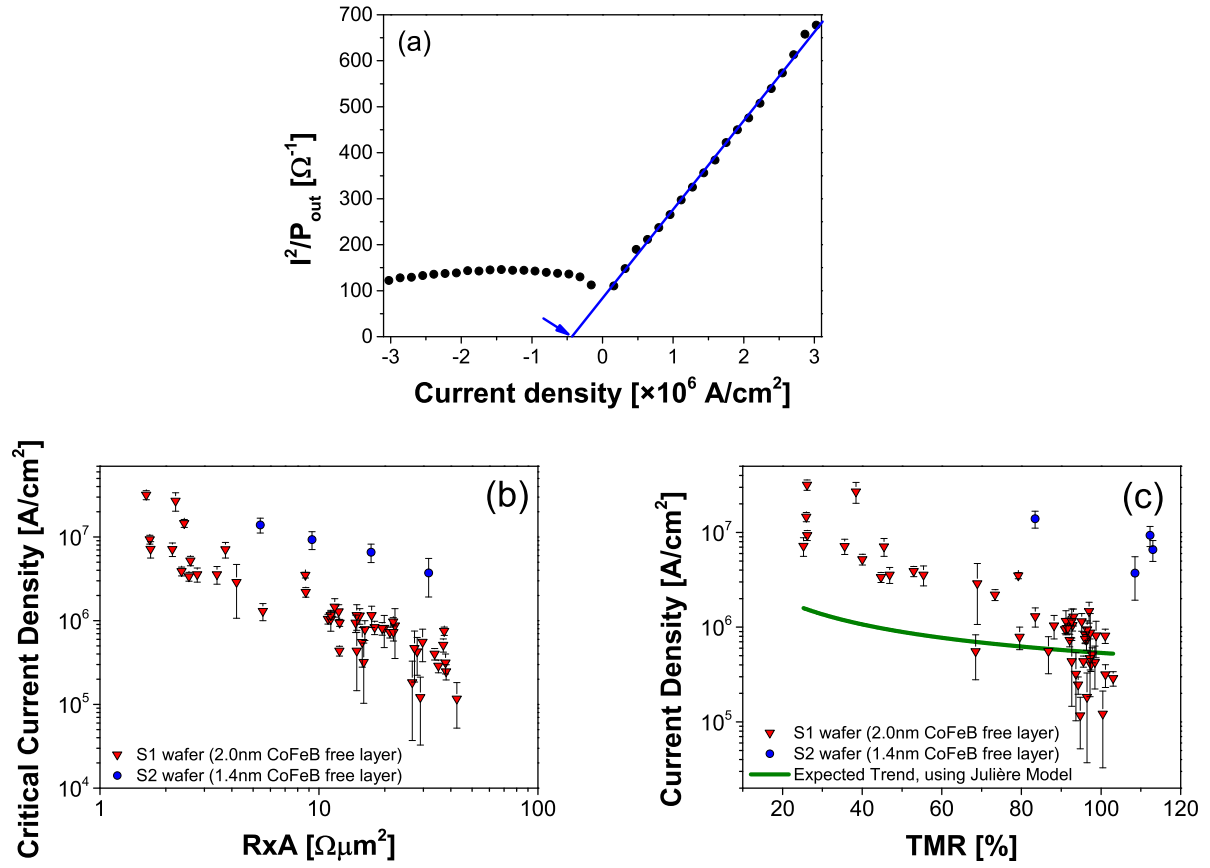 (a)
700
600
500
400
300
200
100
0
I²/Pout [Ω⁻¹]
-3 -2 -1 0 1 2 3
Current density [×10⁶ A/cm²]
(b)
Critical Current Density [A/cm²]
10⁷
10⁶
10⁵
10⁴
S1 wafer (2.0nm CoFeB free layer)
S2 wafer (1.4nm CoFeB free layer)
1 10 100
RxA [Ωμm²]
(c)
Current Density [A/cm²]
10⁷
10⁶
10⁵
S1 wafer (2.0nm CoFeB free layer)
S2 wafer (1.4nm CoFeB free layer)
Expected Trend, using Julière Model
20 40 60 80 100 120
TMR [%]